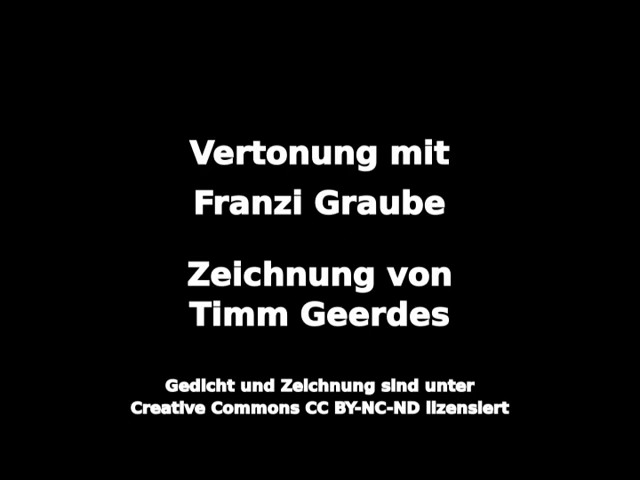 Vertonung mit
Franzi Graube
Zeichnung von
Timm Geerdes
Gedicht und Zeichnung sind unter
Creative Commons CC BY-NC-ND lizensiert